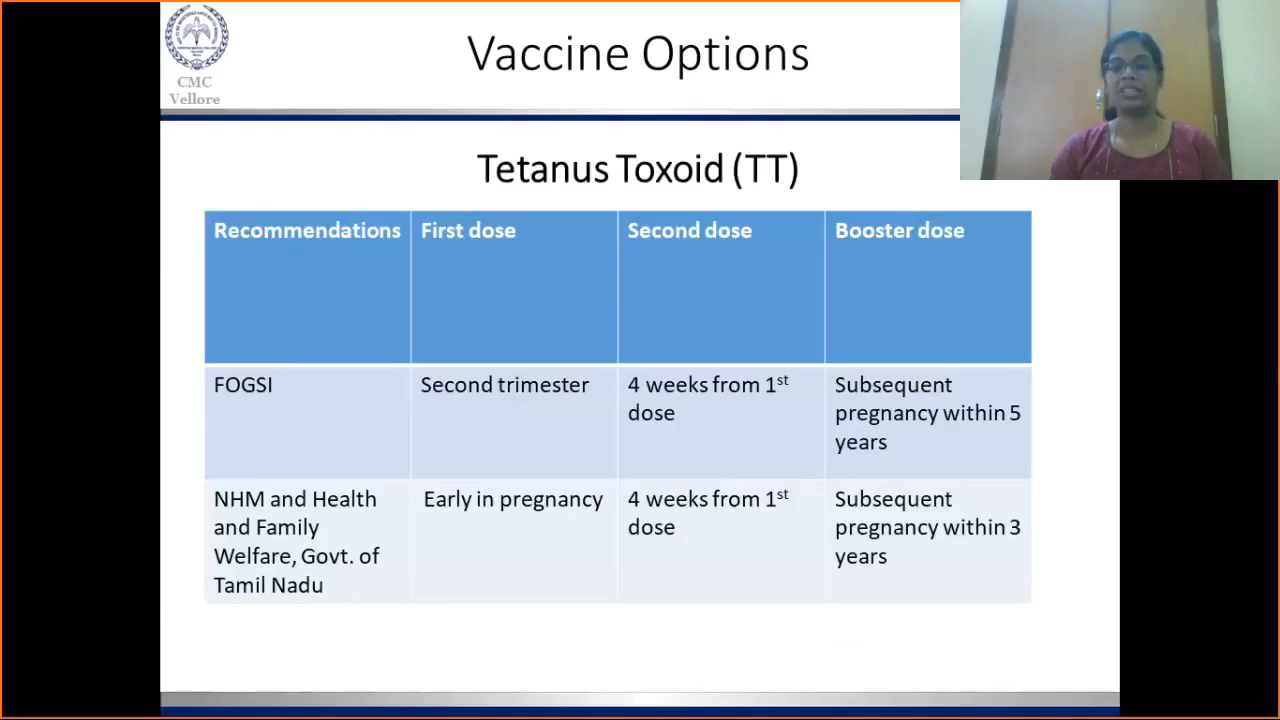 CMC
Vellore
Vaccine Options
Tetanus Toxoid (TT)
Recommendations
First dose
Second dose
Booster dose
FOGSI
Second trimester
4 weeks from 1st
dose
Subsequent
pregnancy within 5
years
NHM and Health
and Family
Welfare, Govt. of
Tamil Nadu
Early in pregnancy
4 weeks from 1st
dose
Subsequent
pregnancy within 3
years